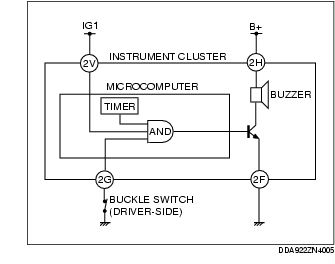 IG1
B+
INSTRUMENT CLUSTER
2V
2H
MICROCOMPUTER
BUZZER
TIMER
AND
2G
2F
BUCKLE SWITCH
(DRIVER-SIDE)
DDA922ZN4005